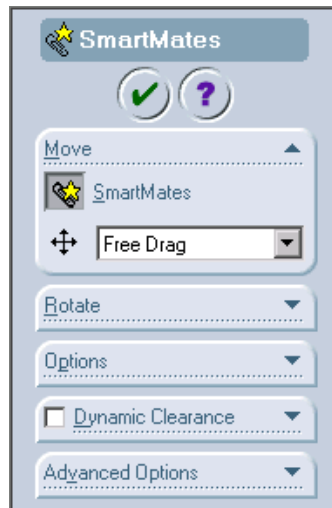 SmartMates
?
Move
SmartMates
Free Drag
Rotate
Options
Dynamic Clearance
Advanced Options